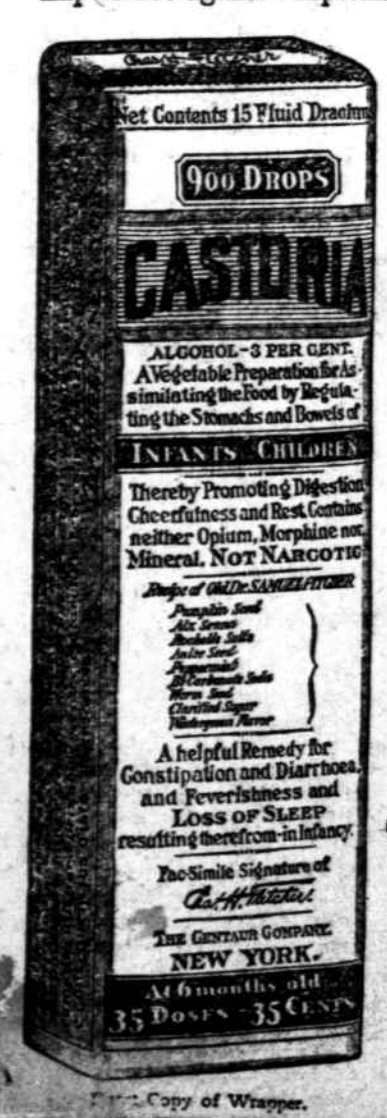 Chas. H. Fletcher
Net Contents 15 Fluid Drachm
900 DROPS
CASTORIA
ALCOHOL-3 PER CENT.
A Vegetable Preparation for As-
similating the Food by Regula-
ting the Stomachs and Bowels of
INFANTS CHILDREN
Thereby Promoting Digestion
Cheerfulness and Rest Contains
neither Opium, Morphine nor
Mineral. NOT NARCOTIC
Recipe of Old Dr. SAMUEL PITCHER
Pumpkin Seed
Alx Senna
Rochelle Salts
Anise Seed
Peppermint
Bi Carbonate Soda
Worm Seed
Clarified Sugar
Wintergreen Flavor
A helpful Remedy for
Constipation and Diarrhoea.
and Feverishness and
LOSS OF SLEEP
resulting therefrom-in Infancy.
Fac-Simile Signature of
Chas. H. Fletcher.
THE CENTAUR COMPANY.
NEW YORK.
At 6 months old
35 DOSES - 35 CENTS
Copy of Wrapper.